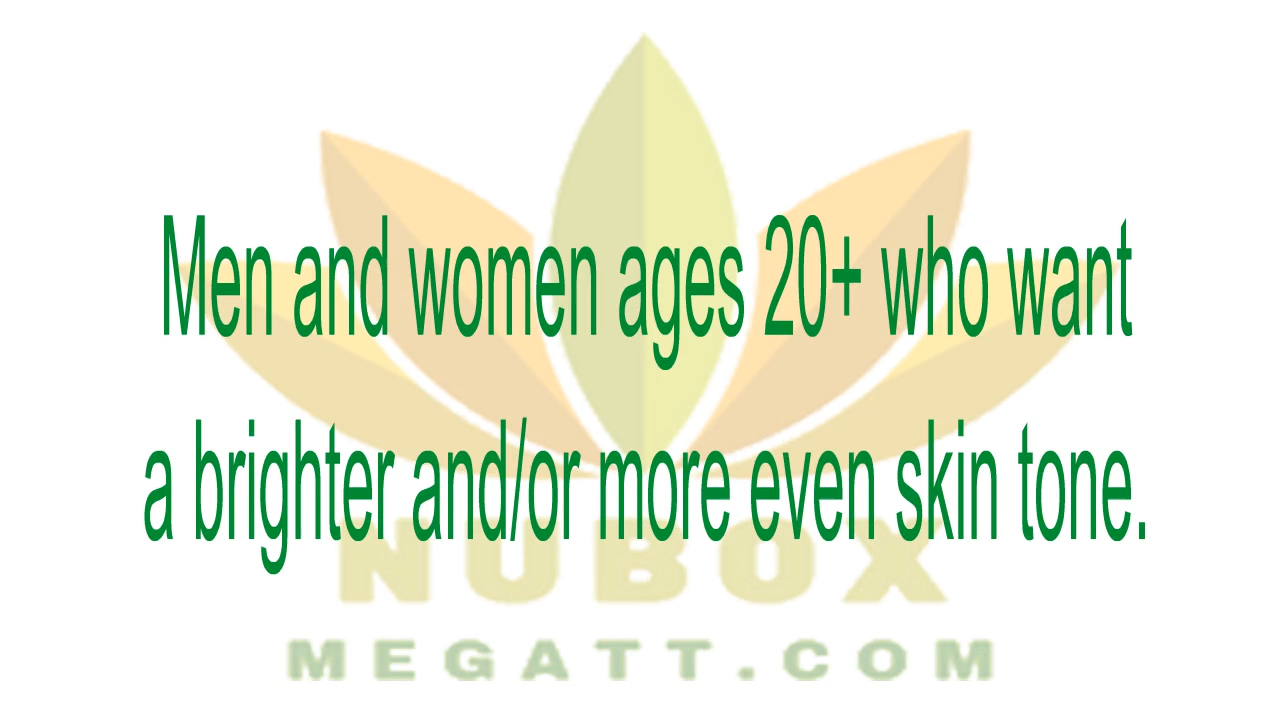 Men and women ages 20+ who want
a brighter and/or more even skin tone.
NUBOX
MEGATT.COM